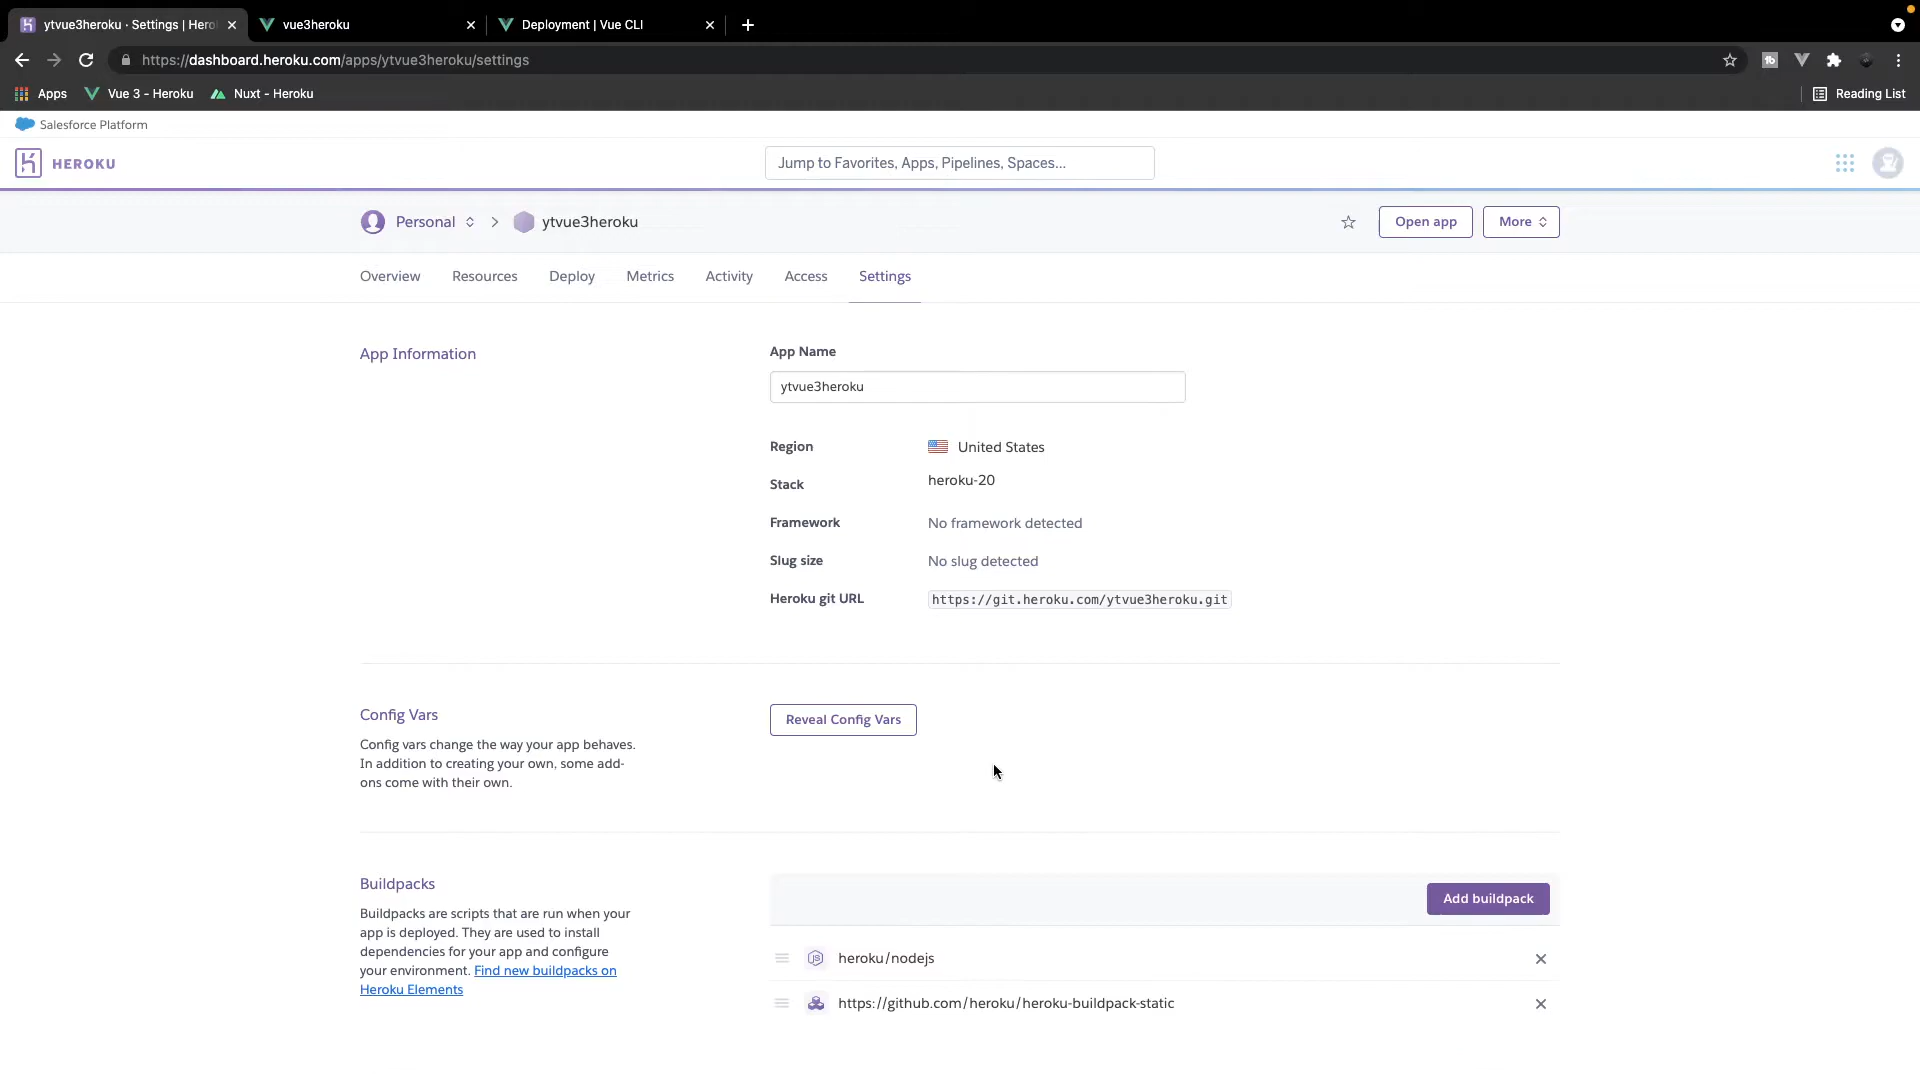 ytvue3heroku · Settings | Hero
vue3heroku
Deployment | Vue CLI
https://dashboard.heroku.com/apps/ytvue3heroku/settings
Apps
Vue 3 - Heroku
Nuxt - Heroku
Reading List
Salesforce Platform
HEROKU
Jump to Favorites, Apps, Pipelines, Spaces...
Personal
ytvue3heroku
Open app
More
Overview
Resources
Deploy
Metrics
Activity
Access
Settings
App Information
App Name
ytvue3heroku
Region
United States
Stack
heroku-20
Framework
No framework detected
Slug size
No slug detected
Heroku git URL
https://git.heroku.com/ytvue3heroku.git
Config Vars
Config vars change the way your app behaves.
In addition to creating your own, some add-
ons come with their own.
Reveal Config Vars
Buildpacks
Buildpacks are scripts that are run when your
app is deployed. They are used to install
dependencies for your app and configure
your environment. Find new buildpacks on
Heroku Elements
Add buildpack
heroku/nodejs
https://github.com/heroku/heroku-buildpack-static